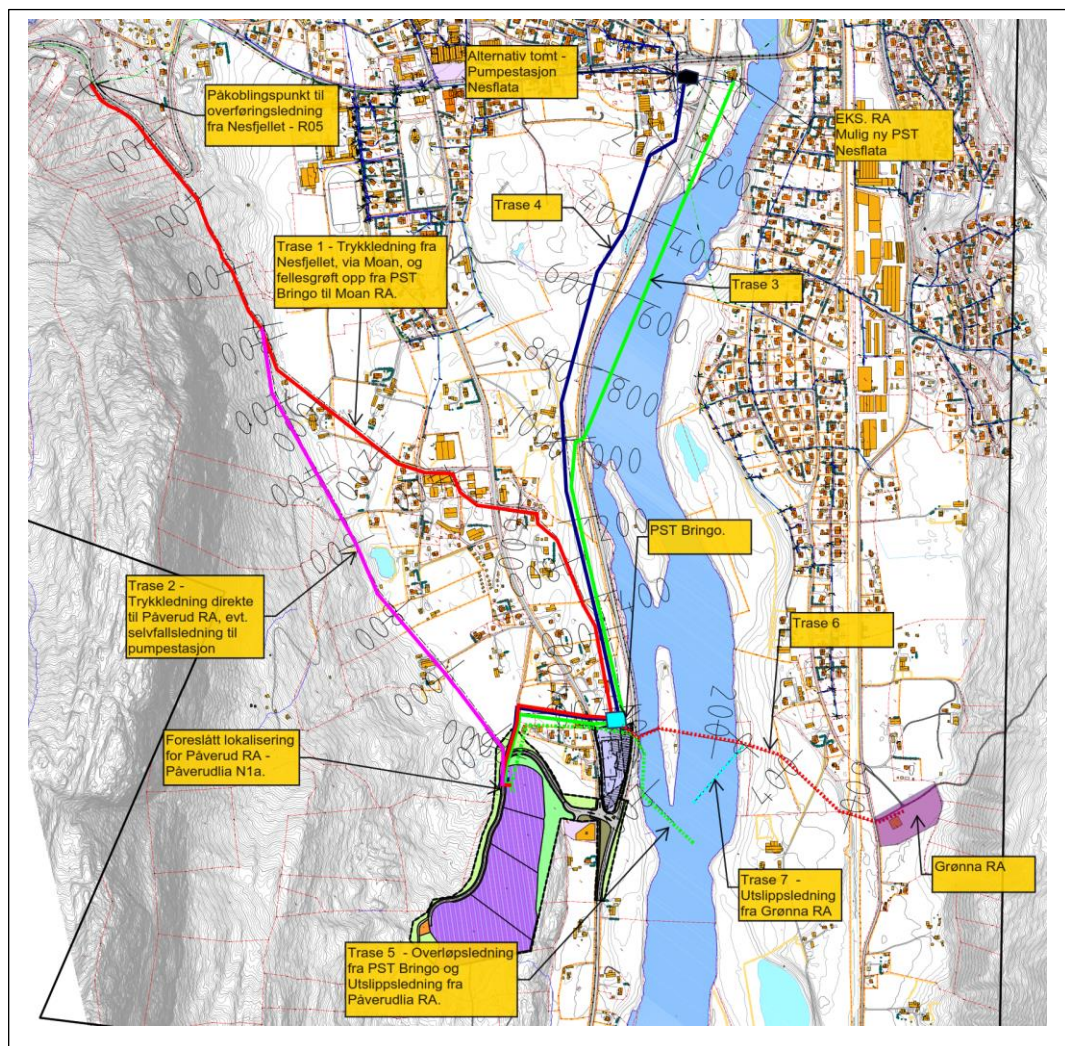 Alternativ tomt -
Pumpestasjon
Nesflata
Påkoblingspunkt til
overføringsledning
fra Nesfjellet - R05
EKS. RA
Mulig ny PST
Nesflata
Trase 4
Trase 1 - Trykkledning fra
Nesfjellet, via Moan, og
fellesgrøft opp fra PST
Bringo til Moan RA.
Trase 3
PST Bringo.
Trase 2 -
Trykkledning direkte
til Påverud RA, evt.
selvfallsledning til
pumpestasjon
Trase 6
Foreslått lokalisering
for Påverud RA -
Påverudlia N1a.
Grønna RA
Trase 7 -
Utslippsledning
fra Grønna RA
Trase 5 - Overløpsledning
fra PST Bringo og
Utslippsledning fra
Påverudlia RA.